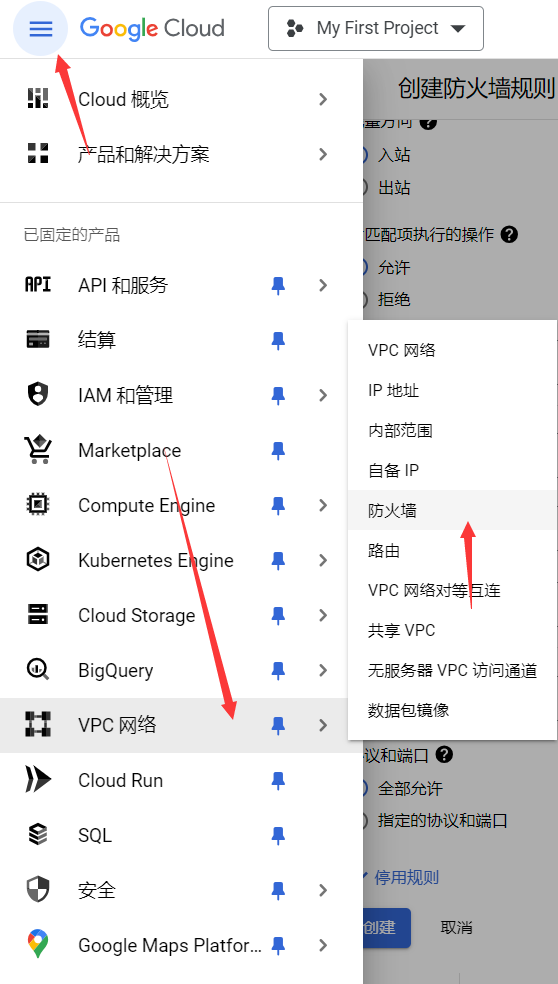 Google Cloud
My First Project
Cloud 概览
产品和解决方案
已固定的产品
API API 和服务
结算
IAM 和管理
Marketplace
Compute Engine
Kubernetes Engine
Cloud Storage
BigQuery
VPC 网络
Cloud Run
SQL
安全
Google Maps Platfor...
创建防火墙规则
量方向
入站
出站
匹配项执行的操作
允许
拒绝
VPC 网络
IP 地址
内部范围
自备 IP
防火墙
路由
VPC 网络对等互连
共享 VPC
无服务器 VPC 访问通道
数据包镜像
议和端口
全部允许
指定的协议和端口
停用规则
创建
取消